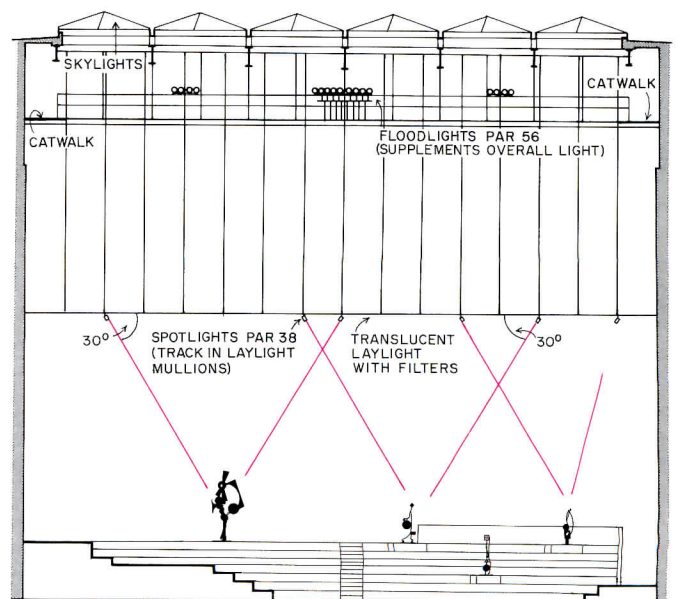 SKYLIGHTS
CATWALK
CATWALK
FLOODLIGHTS PAR 56
(SUPPLEMENTS OVERALL LIGHT)
30°
SPOTLIGHTS PAR 38
(TRACK IN LAYLIGHT
MULLIONS)
TRANSLUCENT
LAYLIGHT
WITH FILTERS
30°